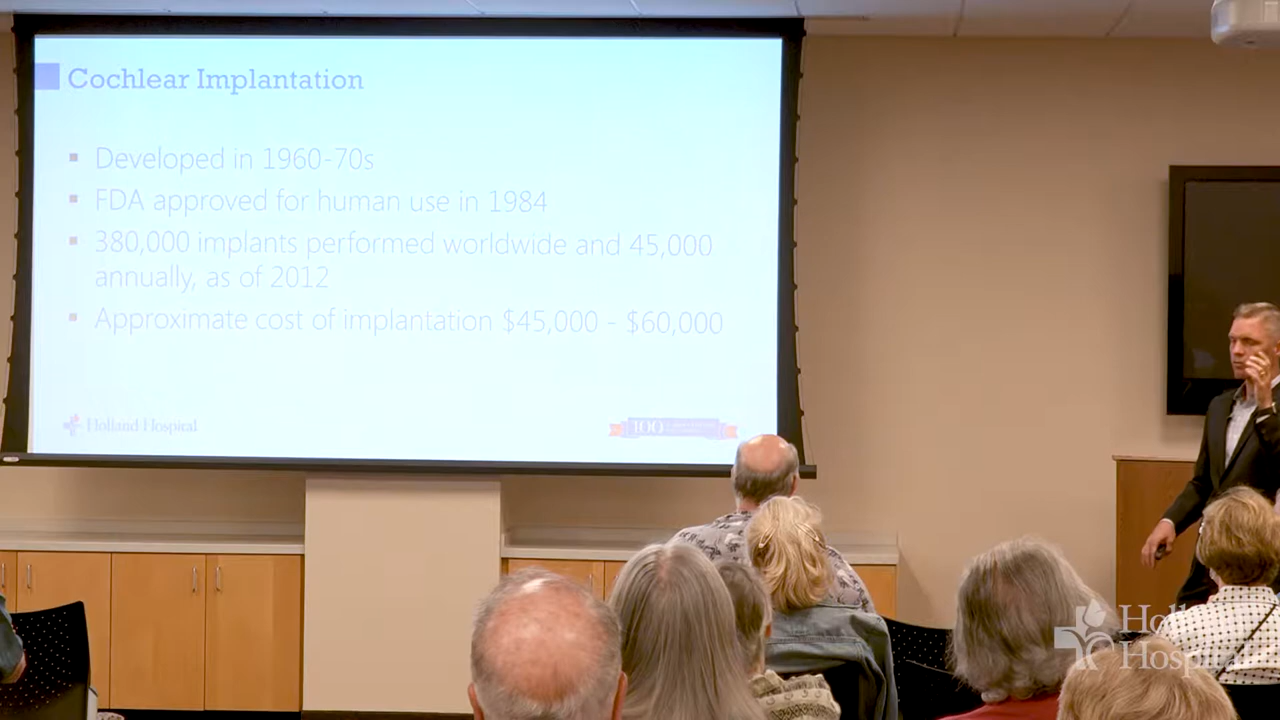 Cochlear Implantation
Developed in 1960-70s
FDA approved for human use in 1984
380,000 implants performed worldwide and 45,000
annually, as of 2012
Approximate cost of implantation $45,000 - $60,000
Holland Hospital
100
Holl
Hospital